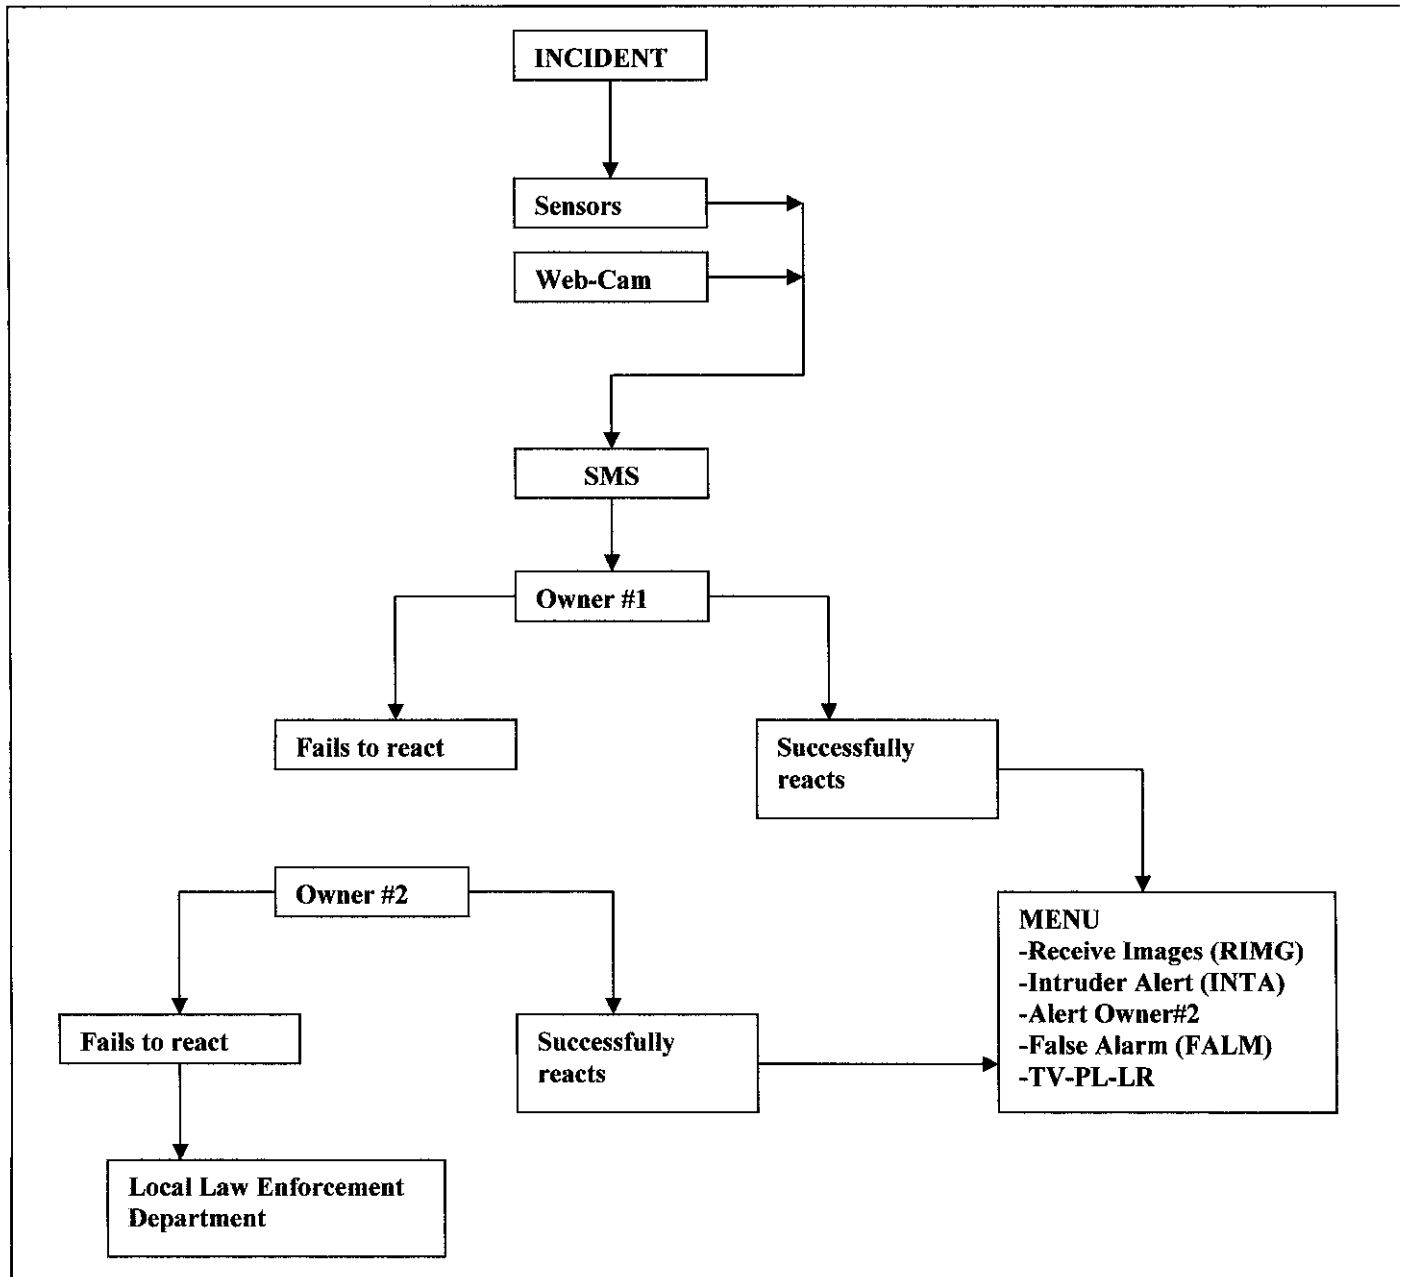 INCIDENT
Sensors
Web-Cam
SMS
Owner #1
Fails to react
Successfully
reacts
Owner #2
MENU
-Receive Images (RIMG)
-Intruder Alert (INTA)
-Alert Owner#2
-False Alarm (FALM)
-TV-PL-LR
Fails to react
Successfully
reacts
Local Law Enforcement
Department